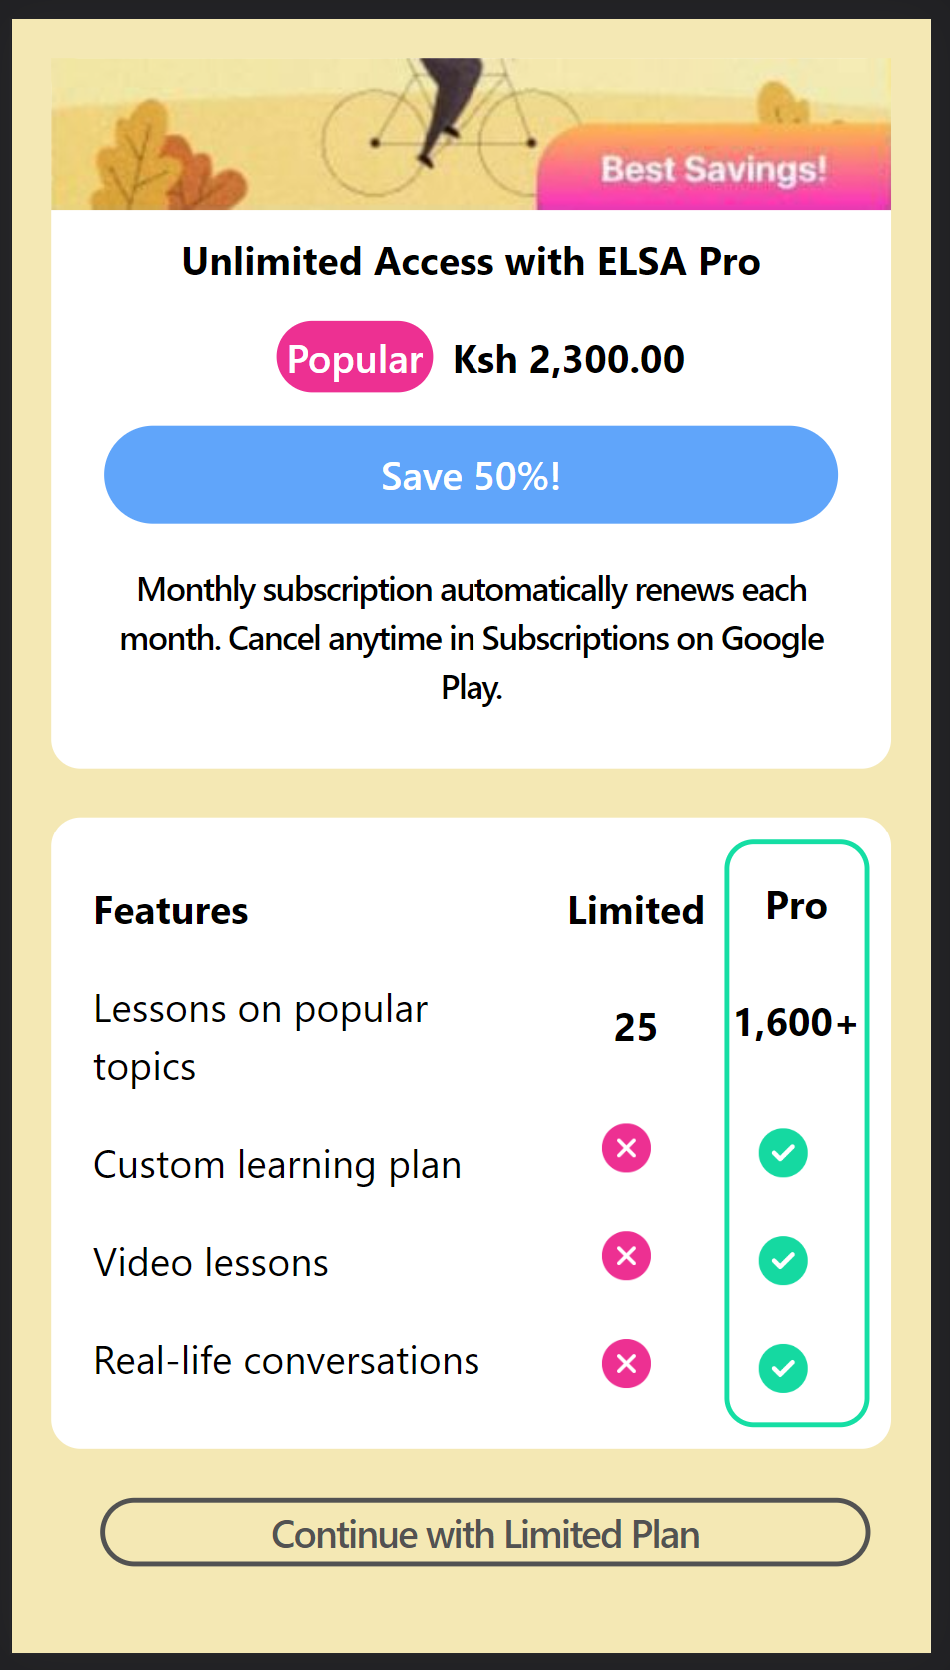 Best Savings!
Unlimited Access with ELSA Pro
Popular Ksh 2,300.00
Save 50%!
Monthly subscription automatically renews each
month. Cancel anytime in Subscriptions on Google
Play.
Features Limited Pro
Lessons on popular
topics 25 1,600+
Custom learning plan
Video lessons
Real-life conversations
Continue with Limited Plan